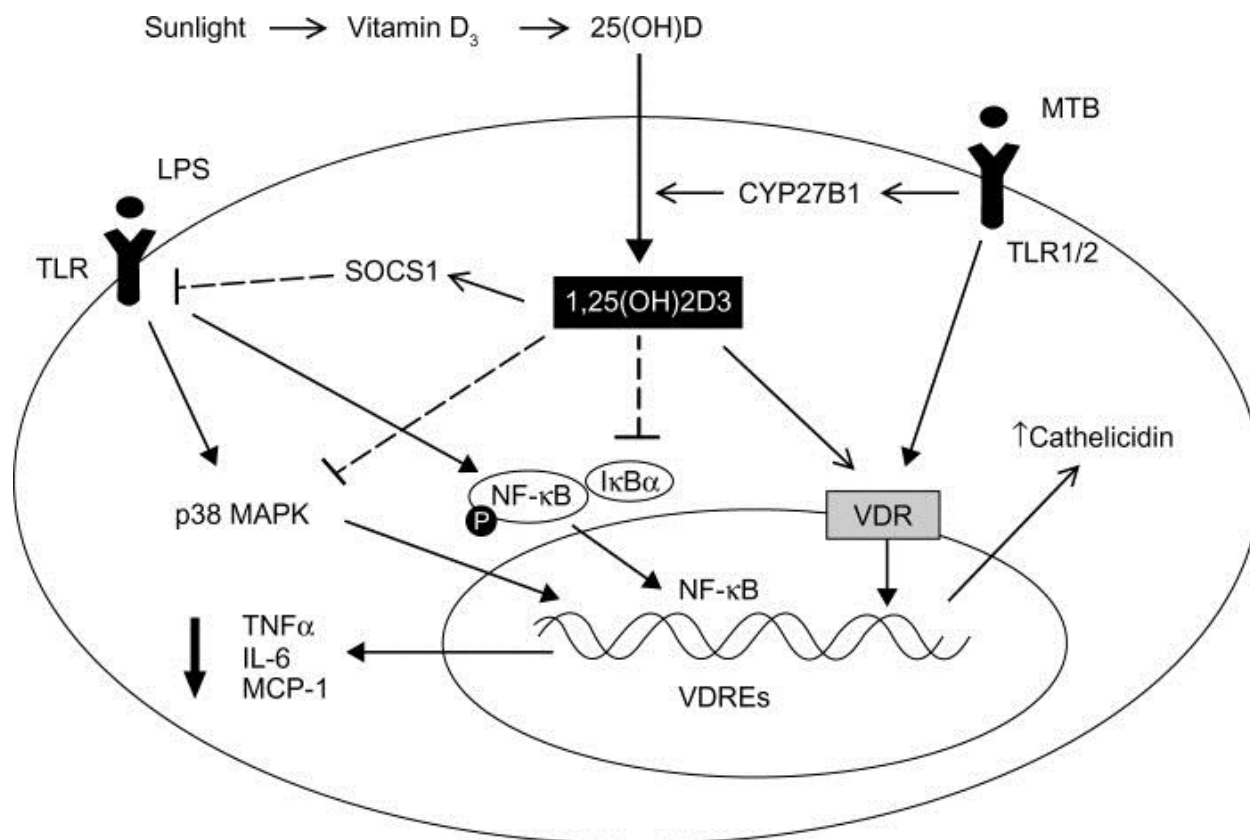 Sunlight → Vitamin D₃ → 25(OH)D
MTB
LPS
CYP27B1
TLR
SOCS1
TLR1/2
1,25(OH)2D3
↑Cathelicidin
NF-κB
IκBα
P
p38 MAPK
VDR
NF-κB
TNFα
IL-6
MCP-1
VDREs